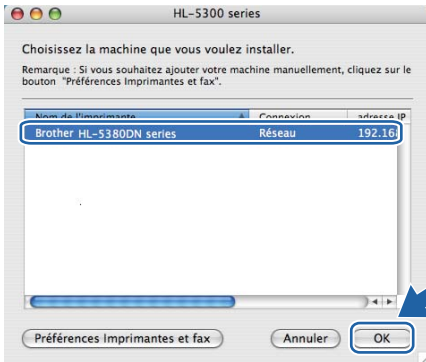 HL-5300 series
Choisissez la machine que vous voulez installer.
Remarque : Si vous souhaitez ajouter votre machine manuellement, cliquez sur le
bouton "Préférences Imprimantes et fax".
Nom de l'imprimante Connexion adresse IP
Brother HL-5380DN series Réseau 192.16
Préférences Imprimantes et fax Annuler OK